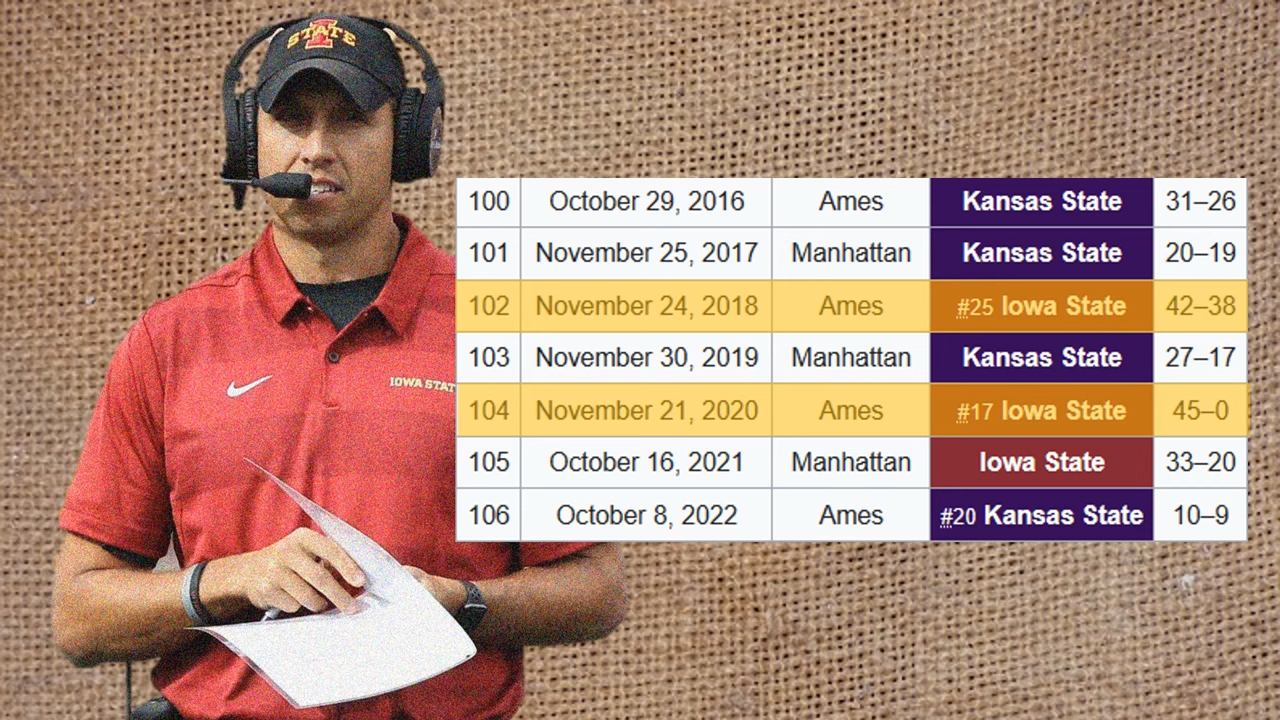 STATE
IOWA STAT
100 October 29, 2016 Ames Kansas State 31–26
101 November 25, 2017 Manhattan Kansas State 20–19
102 November 24, 2018 Ames #25 Iowa State 42–38
103 November 30, 2019 Manhattan Kansas State 27–17
104 November 21, 2020 Ames #17 Iowa State 45–0
105 October 16, 2021 Manhattan Iowa State 33–20
106 October 8, 2022 Ames #20 Kansas State 10–9